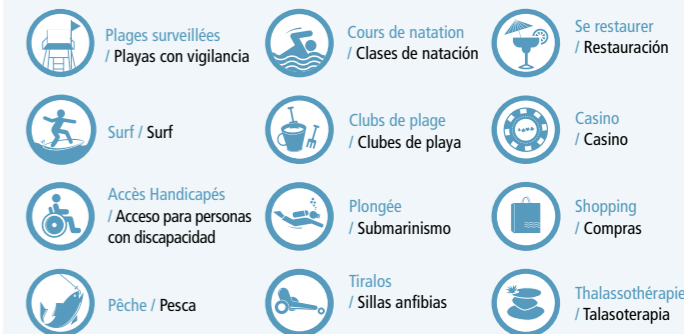 Plages surveillées
/ Playas con vigilancia
Cours de natation
/ Clases de natación
Se restaurer
/ Restauración
Surf / Surf
Clubs de plage
/ Clubes de playa
Casino
/ Casino
Accès Handicapés
/ Acceso para personas
con discapacidad
Plongée
/ Submarinismo
Shopping
/ Compras
Pêche / Pesca
Tiralos
/ Sillas anfibias
Thalassothérapie
/ Talasoterapia